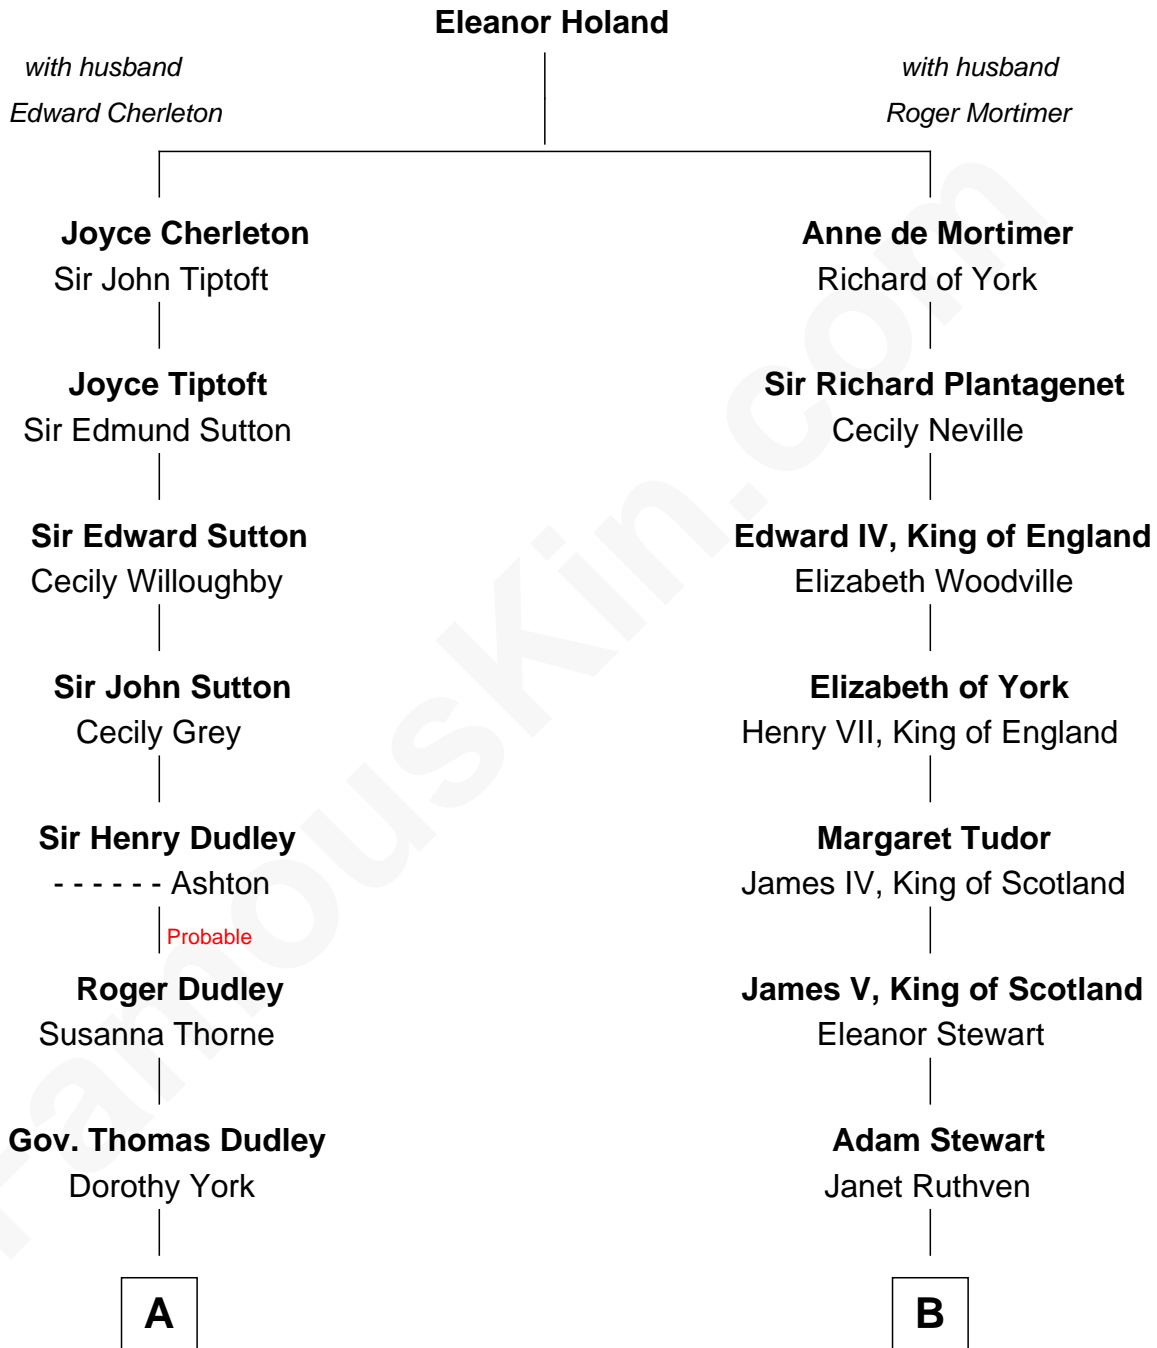 Eleanor Holand
with husband
Edward Cherleton
with husband
Roger Mortimer
Joyce Cherleton
Sir John Tiptoft
Anne de Mortimer
Richard of York
Joyce Tiptoft
Sir Edmund Sutton
Sir Richard Plantagenet
Cecily Neville
Sir Edward Sutton
Cecily Willoughby
Edward IV, King of England
Elizabeth Woodville
Sir John Sutton
Cecily Grey
Elizabeth of York
Henry VII, King of England
Sir Henry Dudley
- - - - - - Ashton
Margaret Tudor
James IV, King of Scotland
Probable
Roger Dudley
Susanna Thorne
James V, King of Scotland
Eleanor Stewart
Gov. Thomas Dudley
Dorothy York
Adam Stewart
Janet Ruthven
A
B
FamousKin.com